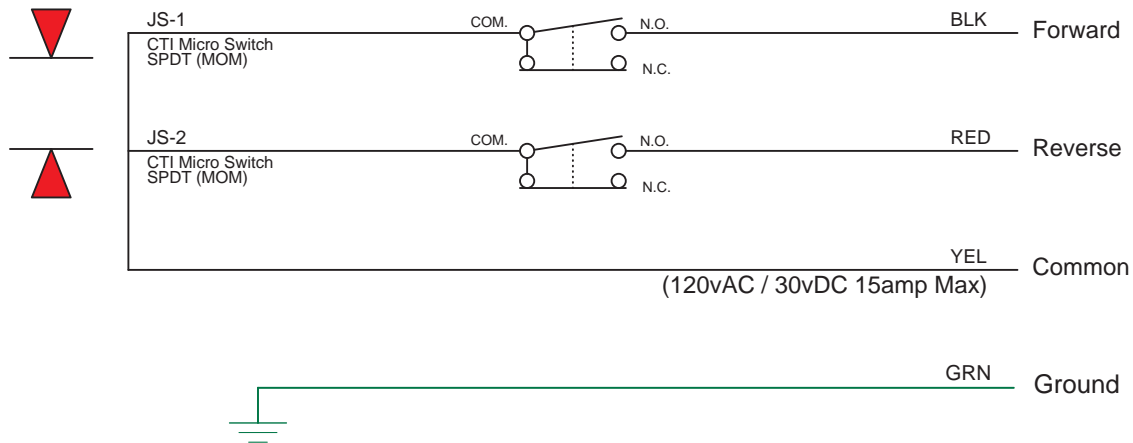 JS-1
CTI Micro Switch
SPDT (MOM)
COM.
N.O.
N.C.
BLK
Forward
JS-2
CTI Micro Switch
SPDT (MOM)
COM.
N.O.
N.C.
RED
Reverse
YEL
Common
(120vAC / 30vDC 15amp Max)
GRN
Ground